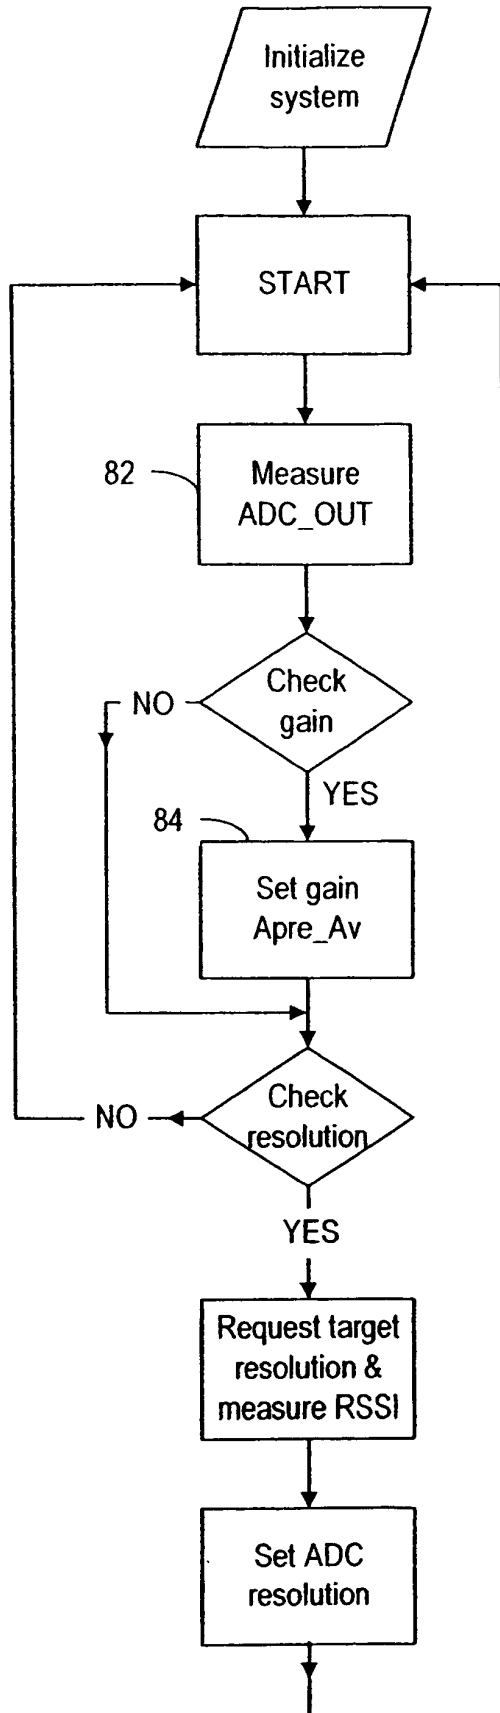 Initialize
system
START
82
Measure
ADC_OUT
Check
gain
NO
YES
84
Set gain
Apre_Av
Check
resolution
NO
YES
Request target
resolution &
measure RSSI
Set ADC
resolution